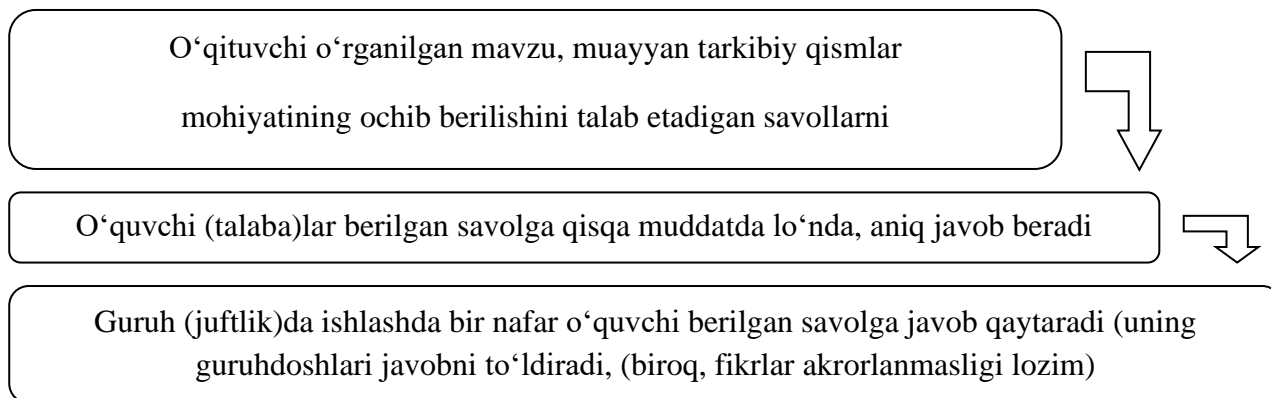 O‘qituvchi o‘rganilgan mavzu, muayyan tarkibiy qismlar
mohiyatining ochib berilishini talab etadigan savollarni
O‘quvchi (talaba)lar berilgan savolga qisqa muddatda lo‘nda, aniq javob beradi
Guruh (juftlik)da ishlashda bir nafar o‘quvchi berilgan savolga javob qaytaradi (uning
guruhdoshlari javobni to‘ldiradi, (biroq, fikrlar akrorlanmasligi lozim)